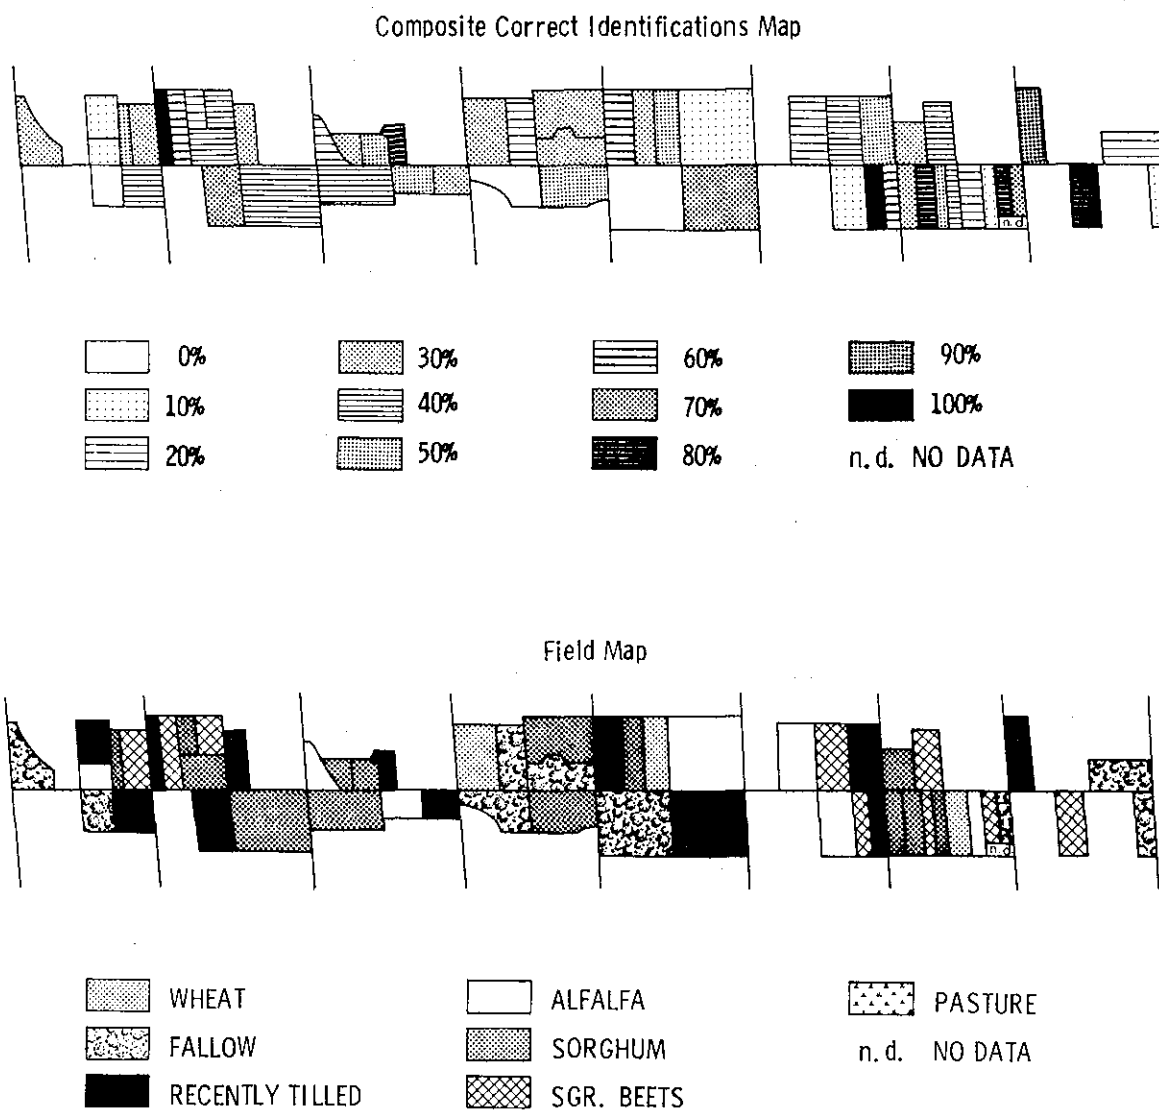 Composite Correct Identifications Map
n.d.
0%
30%
60%
90%
10%
40%
70%
100%
20%
50%
80%
n.d. NO DATA
Field Map
n.d.
WHEAT
ALFALFA
PASTURE
FALLOW
SORGHUM
n.d. NO DATA
RECENTLY TILLED
SGR. BEETS